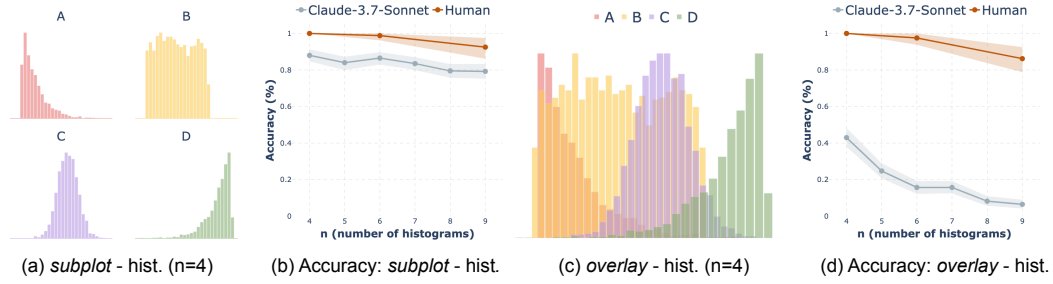 A
B
C
D
(a) subplot - hist. (n=4)
Claude-3.7-Sonnet
Human
Accuracy (%)
1
0.8
0.6
0.4
0.2
0
4 5 6 7 8 9
n (number of histograms)
(b) Accuracy: subplot - hist.
A B C D
(c) overlay - hist. (n=4)
Claude-3.7-Sonnet
Human
Accuracy (%)
1
0.8
0.6
0.4
0.2
0
4 5 6 7 8 9
n (number of histograms)
(d) Accuracy: overlay - hist.